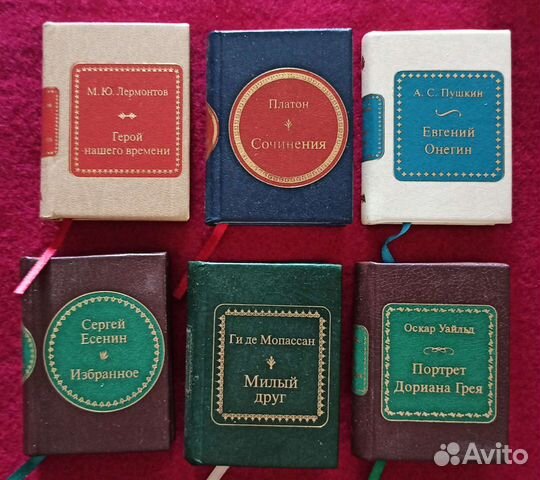 М. Ю. Лермонтов
Герой
нашего времени
Платон
Сочинения
А. С. Пушкин
Евгений
Онегин
Сергей
Есенин
Избранное
Ги де Мопассан
Милый
друг
Оскар Уайльд
Портрет
Дориана Грея
Avito